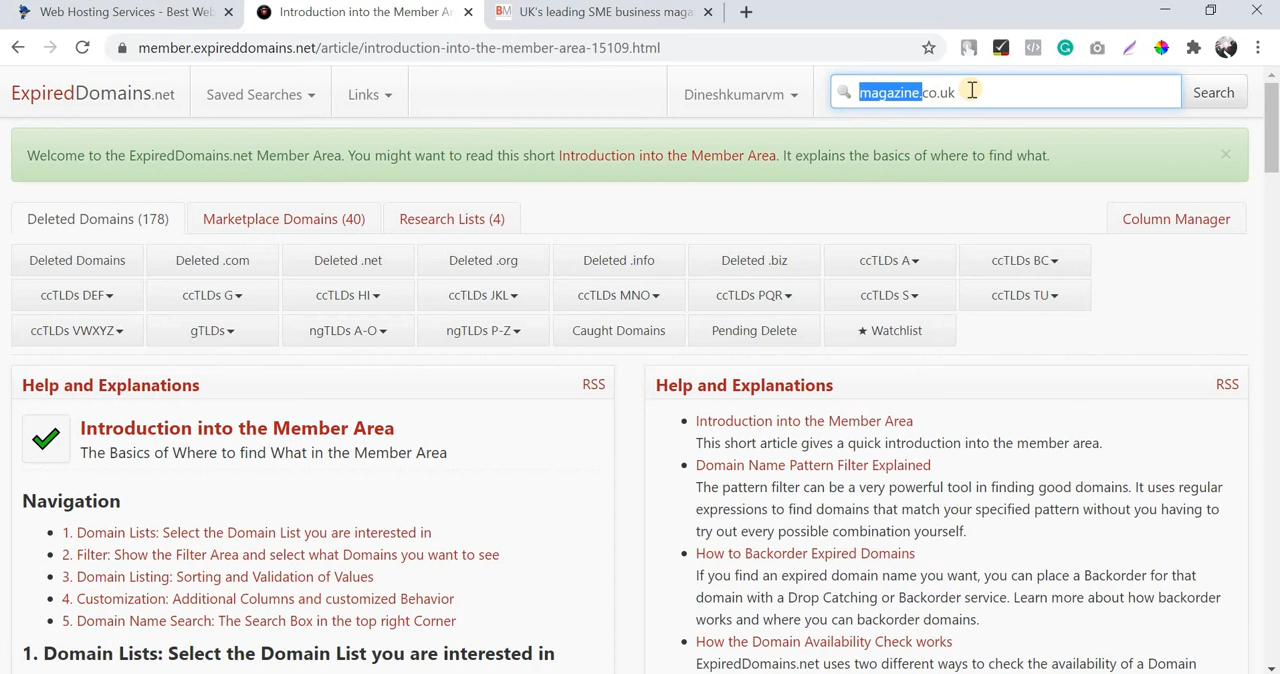 Web Hosting Services - Best Web
Introduction into the Member Ar
UK's leading SME business maga
member.expireddomains.net/article/introduction-into-the-member-area-15109.html
ExpiredDomains.net
Saved Searches
Links
Dineshkumarvm
magazine.co.uk
Search
Welcome to the ExpiredDomains.net Member Area. You might want to read this short Introduction into the Member Area. It explains the basics of where to find what.
Deleted Domains (178)
Marketplace Domains (40)
Research Lists (4)
Column Manager
Deleted Domains
Deleted .com
Deleted .net
Deleted .org
Deleted .info
Deleted .biz
ccTLDs A
ccTLDs BC
ccTLDs DEF
ccTLDs G
ccTLDs HI
ccTLDs JKL
ccTLDs MNO
ccTLDs PQR
ccTLDs S
ccTLDs TU
ccTLDs VWXYZ
gTLDs
ngTLDs A-O
ngTLDs P-Z
Caught Domains
Pending Delete
★ Watchlist
Help and Explanations
RSS
Introduction into the Member Area
The Basics of Where to find What in the Member Area
Navigation
• 1. Domain Lists: Select the Domain List you are interested in
• 2. Filter: Show the Filter Area and select what Domains you want to see
• 3. Domain Listing: Sorting and Validation of Values
• 4. Customization: Additional Columns and customized Behavior
• 5. Domain Name Search: The Search Box in the top right Corner
1. Domain Lists: Select the Domain List you are interested in
Help and Explanations
RSS
• Introduction into the Member Area
This short article gives a quick introduction into the member area.
• Domain Name Pattern Filter Explained
The pattern filter can be a very powerful tool in finding good domains. It uses regular
expressions to find domains that match your specified pattern without you having to
try out every possible combination yourself.
• How to Backorder Expired Domains
If you find an expired domain name you want, you can place a Backorder for that
domain with a Drop Catching or Backorder service. Learn more about how backorder
works and where you can backorder domains.
• How the Domain Availability Check works
ExpiredDomains.net uses two different ways to check the availability of a Domain